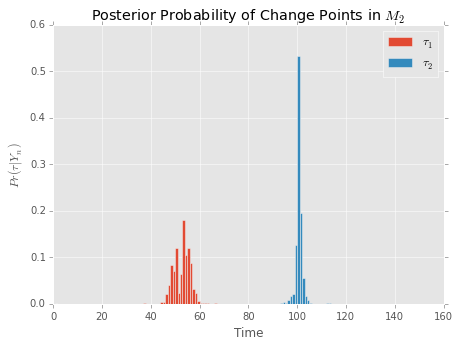 Posterior Probability of Change Points in M₂
τ₁
τ₂
0.6
0.5
0.4
0.3
0.2
0.1
0.0
Pr(τ|Yₙ)
0 20 40 60 80 100 120 140 160
Time